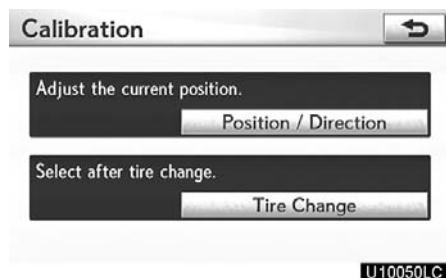 Calibration
Adjust the current position.
Position / Direction
Select after tire change.
Tire Change
U10050LC